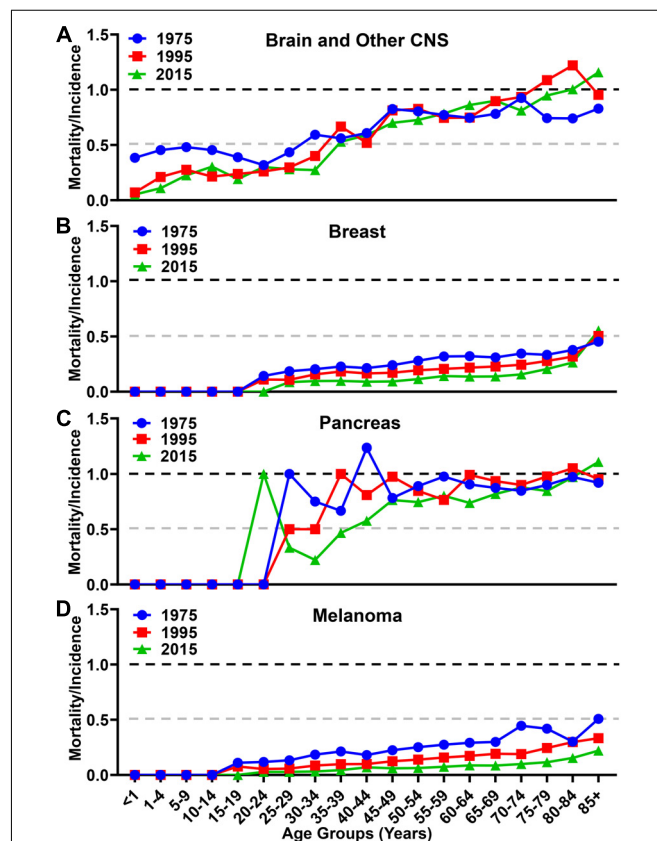 A
Brain and Other CNS
1975
1995
2015
Mortality/Incidence
1.5
1.0
0.5
0.0
B
Breast
1975
1995
2015
Mortality/Incidence
1.5
1.0
0.5
0.0
C
Pancreas
1975
1995
2015
Mortality/Incidence
1.5
1.0
0.5
0.0
D
Melanoma
1975
1995
2015
Mortality/Incidence
1.5
1.0
0.5
0.0
<1 1-4 5-9 10-14 15-19 20-24 25-29 30-34 35-39 40-44 45-49 50-54 55-59 60-64 65-69 70-74 75-79 80-84 85+
Age Groups (Years)